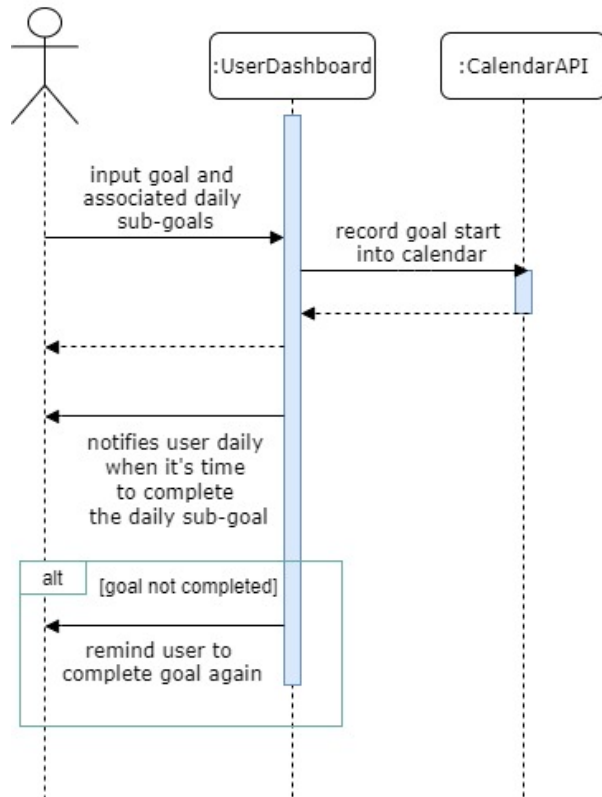 :UserDashboard
:CalendarAPI
input goal and
associated daily
sub-goals
record goal start
into calendar
notifies user daily
when it's time
to complete
the daily sub-goal
alt
[goal not completed]
remind user to
complete goal again